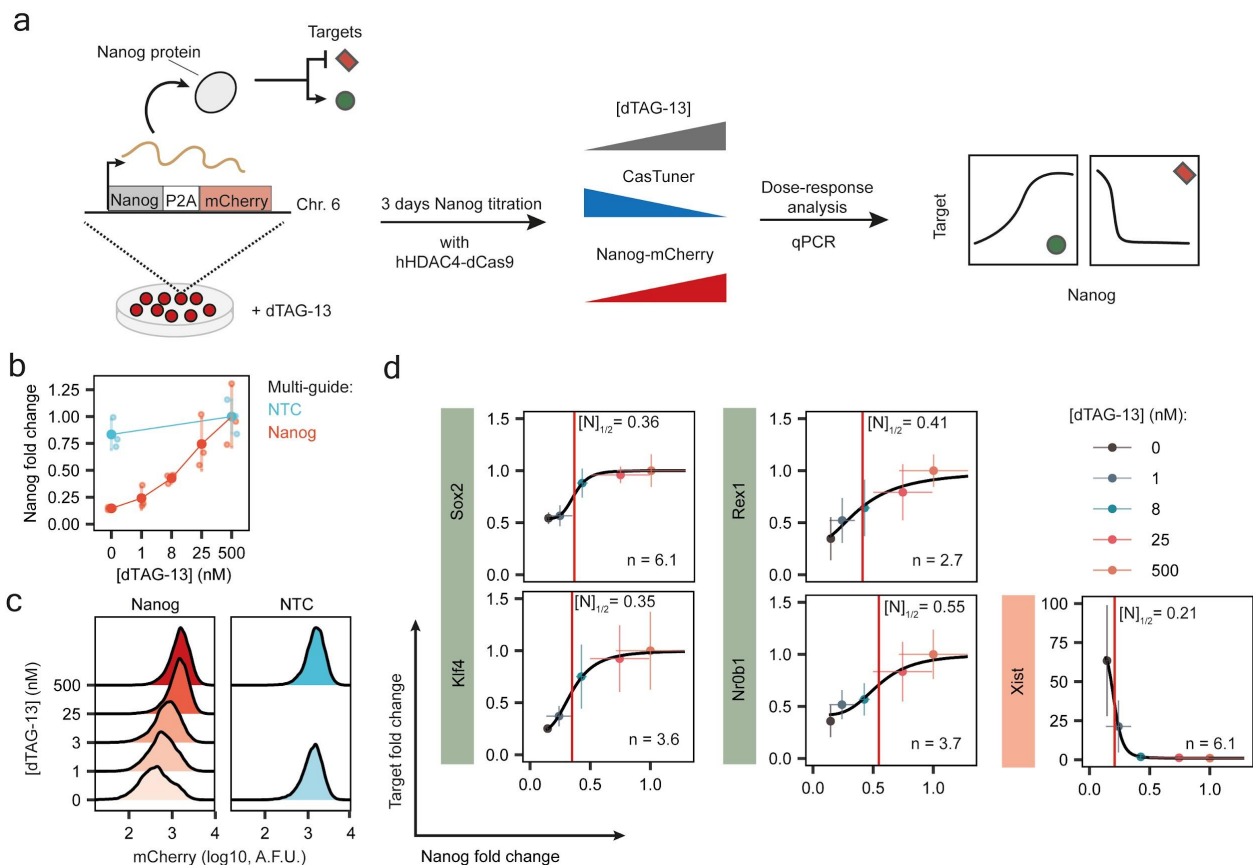 a
Targets
Nanog protein
Nanog
P2A
mCherry
Chr. 6
+ dTAG-13
3 days Nanog titration
with
hHDAC4-dCas9
[dTAG-13]
CasTuner
Nanog-mCherry
Dose-response
analysis
qPCR
Target
Nanog
b
Nanog fold change
1.25
1.00
0.75
0.50
0.25
0.00
0 1 8 25 500
[dTAG-13] (nM)
Multi-guide:
NTC
Nanog
c
Nanog
NTC
[dTAG-13] (nM)
500
25
3
1
0
2 3 4
2 3 4
mCherry (log10, A.F.U.)
d
Target fold change
Nanog fold change
Sox2
1.5
1.0
0.5
0.0
[N]1/2= 0.36
n = 6.1
Rex1
1.5
1.0
0.5
0.0
[N]1/2= 0.41
n = 2.7
Klf4
1.5
1.0
0.5
0.0
[N]1/2= 0.35
n = 3.6
0.0 0.5 1.0
Nr0b1
1.5
1.0
0.5
0.0
[N]1/2= 0.55
n = 3.7
0.0 0.5 1.0
[dTAG-13] (nM):
0
1
8
25
500
Xist
100
75
50
25
0
[N]1/2= 0.21
n = 6.1
0.0 0.5 1.0